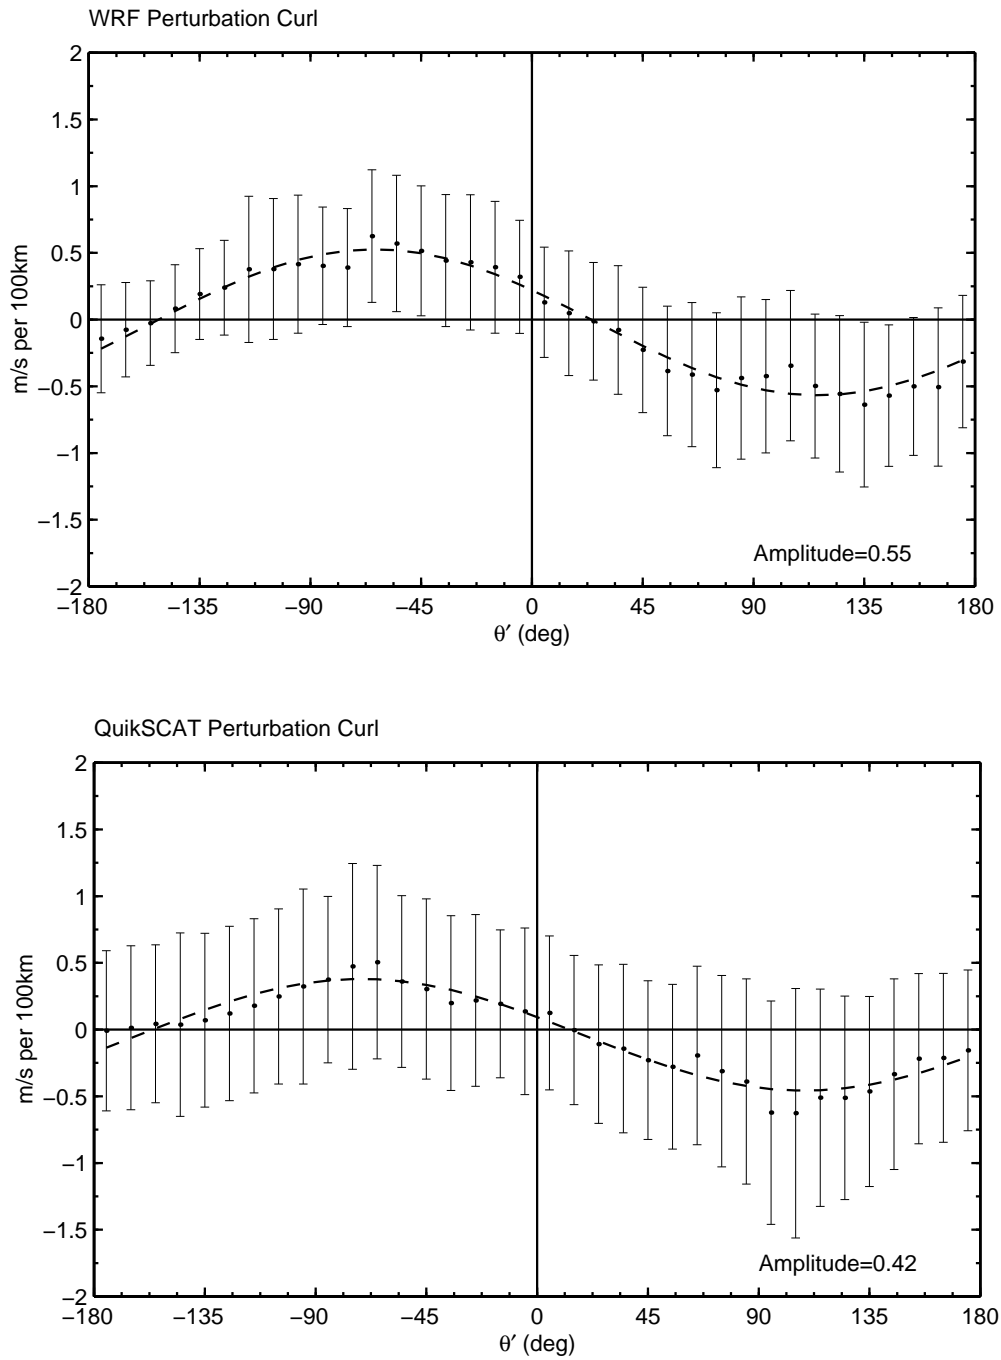 WRF Perturbation Curl
2
1.5
1
0.5
0
−0.5
−1
−1.5
−2
m/s per 100km
Amplitude=0.55
−180 −135 −90 −45 0 45 90 135 180
θ′ (deg)
QuikSCAT Perturbation Curl
2
1.5
1
0.5
0
−0.5
−1
−1.5
−2
m/s per 100km
Amplitude=0.42
−180 −135 −90 −45 0 45 90 135 180
θ′ (deg)